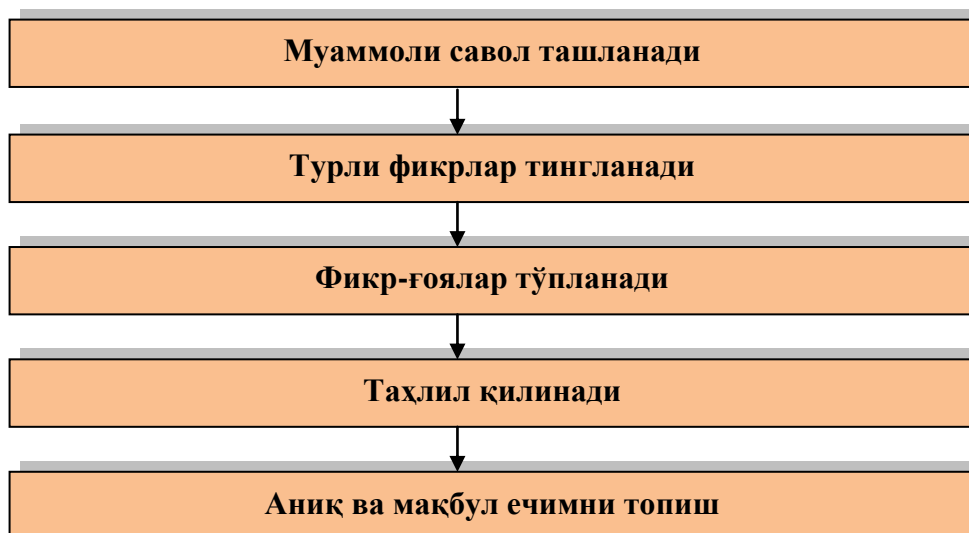 Муаммоли савол ташланади
Турли фикрлар тингланади
Фикр-ғоялар тўпланади
Таҳлил қилинади
Аниқ ва мақбул ечимни топиш